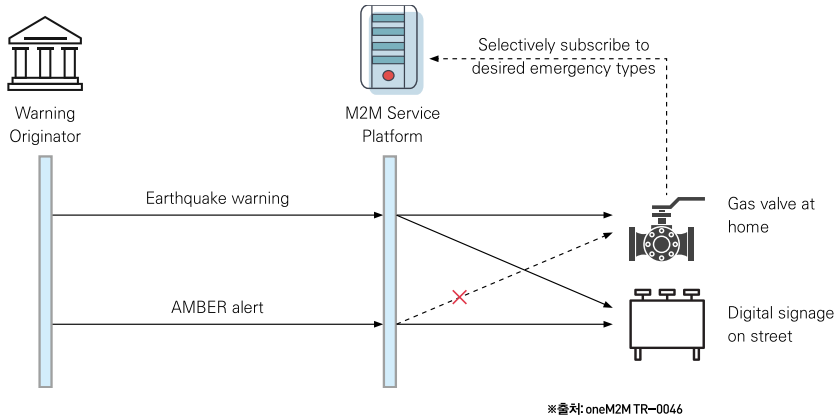 Selectively subscribe to
desired emergency types
Warning
Originator
M2M Service
Platform
Earthquake warning
Gas valve at
home
AMBER alert
Digital signage
on street
※출처: oneM2M TR-0046